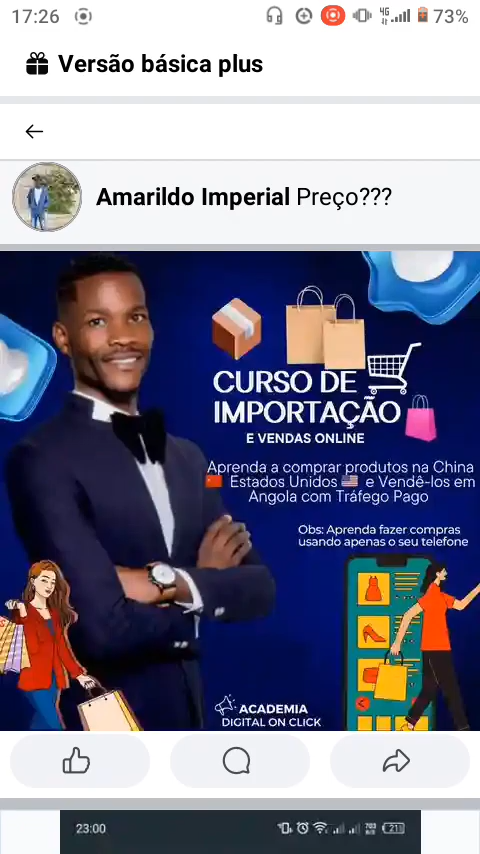 17:26
4G
73%
Versão básica plus
Amarildo Imperial Preço???
CURSO DE
IMPORTAÇÃO
E VENDAS ONLINE
Aprenda a comprar produtos na China
Estados Unidos e Vendê-los em
Angola com Tráfego Pago
Obs: Aprenda fazer compras
usando apenas o seu telefone
ACADEMIA
DIGITAL ON CLICK
23:00
21